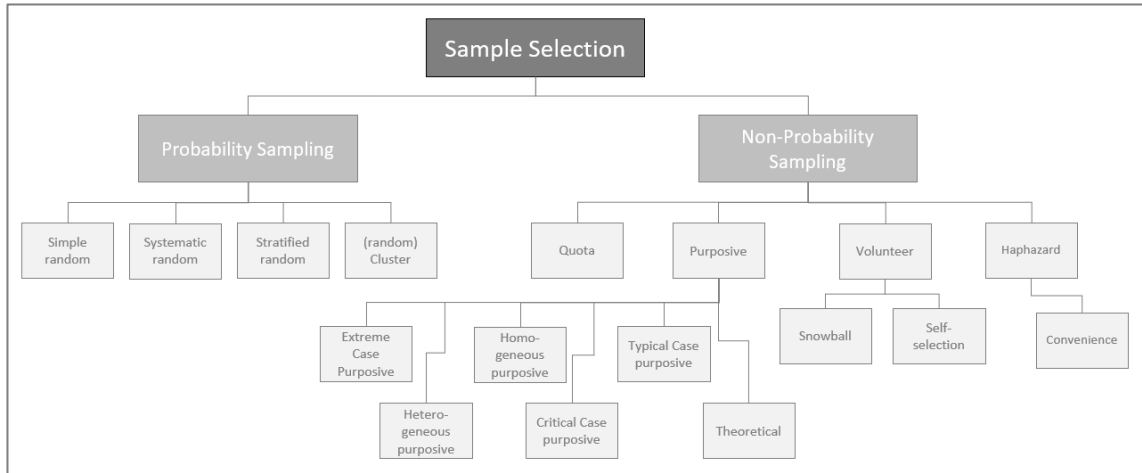 Sample Selection
Probability Sampling
Non-Probability
Sampling
Simple
random
Systematic
random
Stratified
random
(random)
Cluster
Quota
Purposive
Volunteer
Haphazard
Extreme
Case
Purposive
Homo-
geneous
purposive
Typical Case
purposive
Snowball
Self-
selection
Convenience
Hetero-
geneous
purposive
Critical Case
purposive
Theoretical